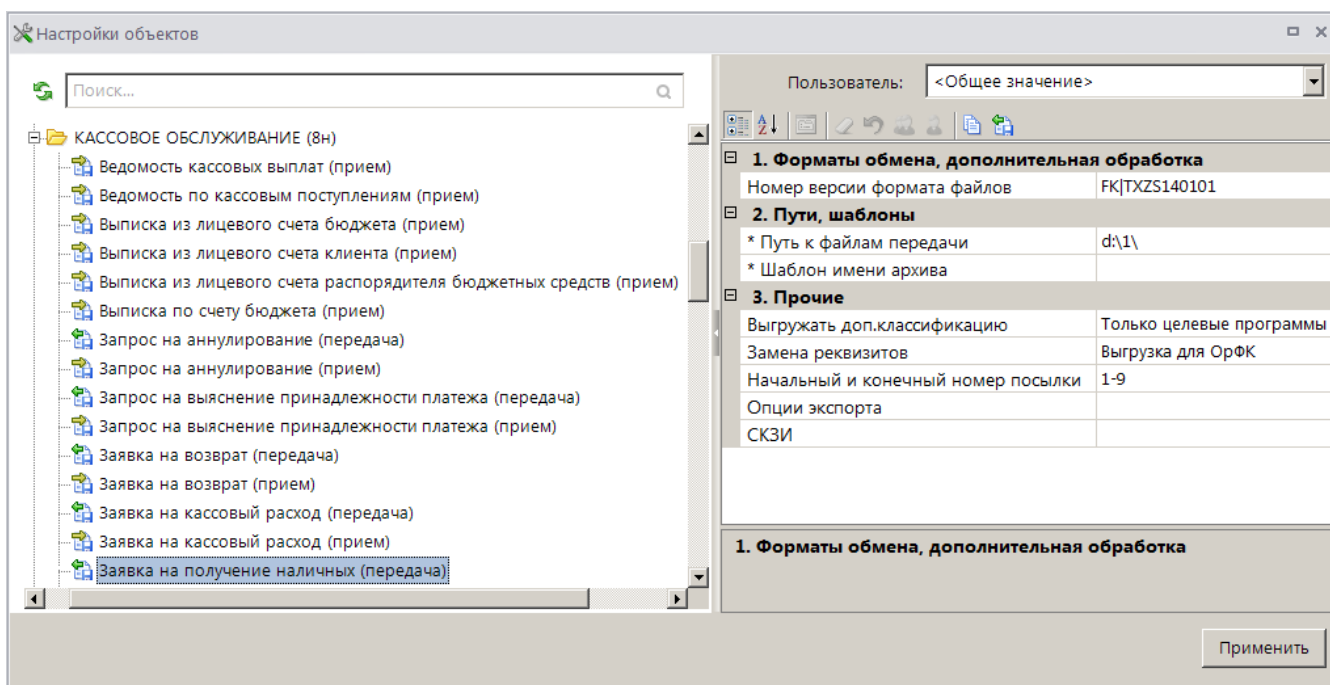 Настройки объектов
Поиск...
КАССОВОЕ ОБСЛУЖИВАНИЕ (8н)
Ведомость кассовых выплат (прием)
Ведомость по кассовым поступлениям (прием)
Выписка из лицевого счета бюджета (прием)
Выписка из лицевого счета клиента (прием)
Выписка из лицевого счета распорядителя бюджетных средств (прием)
Выписка по счету бюджета (прием)
Запрос на аннулирование (передача)
Запрос на аннулирование (прием)
Запрос на выяснение принадлежности платежа (передача)
Запрос на выяснение принадлежности платежа (прием)
Заявка на возврат (передача)
Заявка на возврат (прием)
Заявка на кассовый расход (передача)
Заявка на кассовый расход (прием)
Заявка на получение наличных (передача)
Пользователь: <Общее значение>
1. Форматы обмена, дополнительная обработка
Номер версии формата файлов FK|TXZS140101
2. Пути, шаблоны
* Путь к файлам передачи d:\1\
* Шаблон имени архива
3. Прочие
Выгружать доп.классификацию Только целевые программы
Замена реквизитов Выгрузка для ОрФК
Начальный и конечный номер посылки 1-9
Опции экспорта
СКЗИ
1. Форматы обмена, дополнительная обработка
Применить